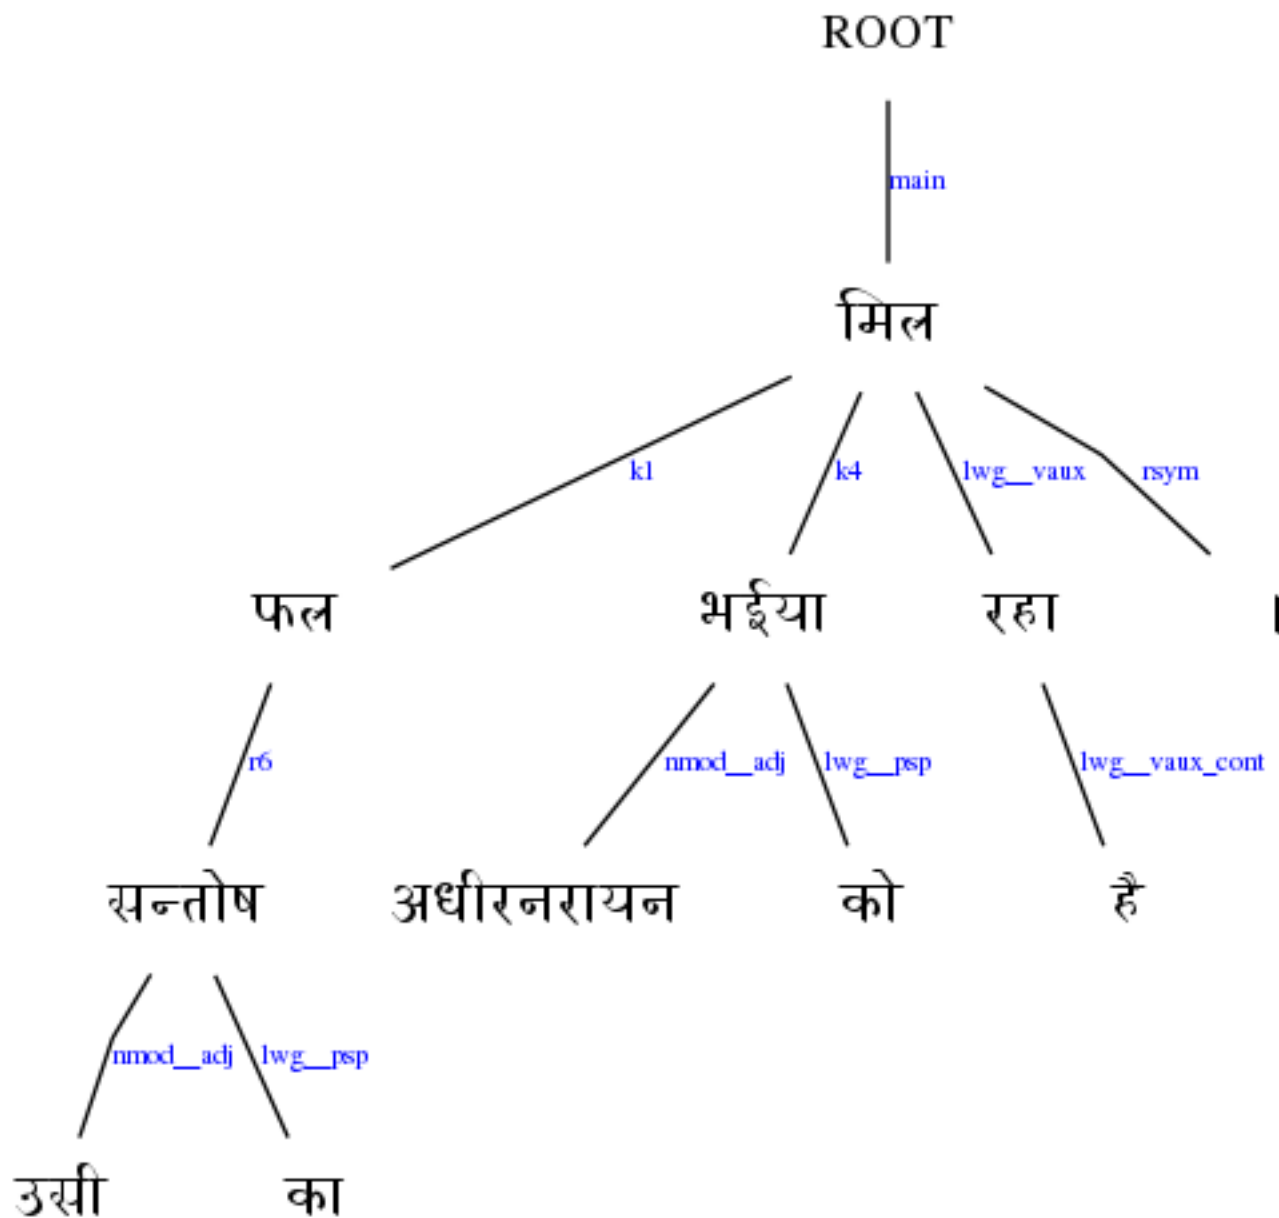 ROOT
main
मिल
k1 k4 lwg__vaux rsym
फल भईया रहा ।
r6 nmod__adj lwg__psp lwg__vaux_cont
सन्तोष अधीरनरायन को है
nmod__adj lwg__psp
उसी का